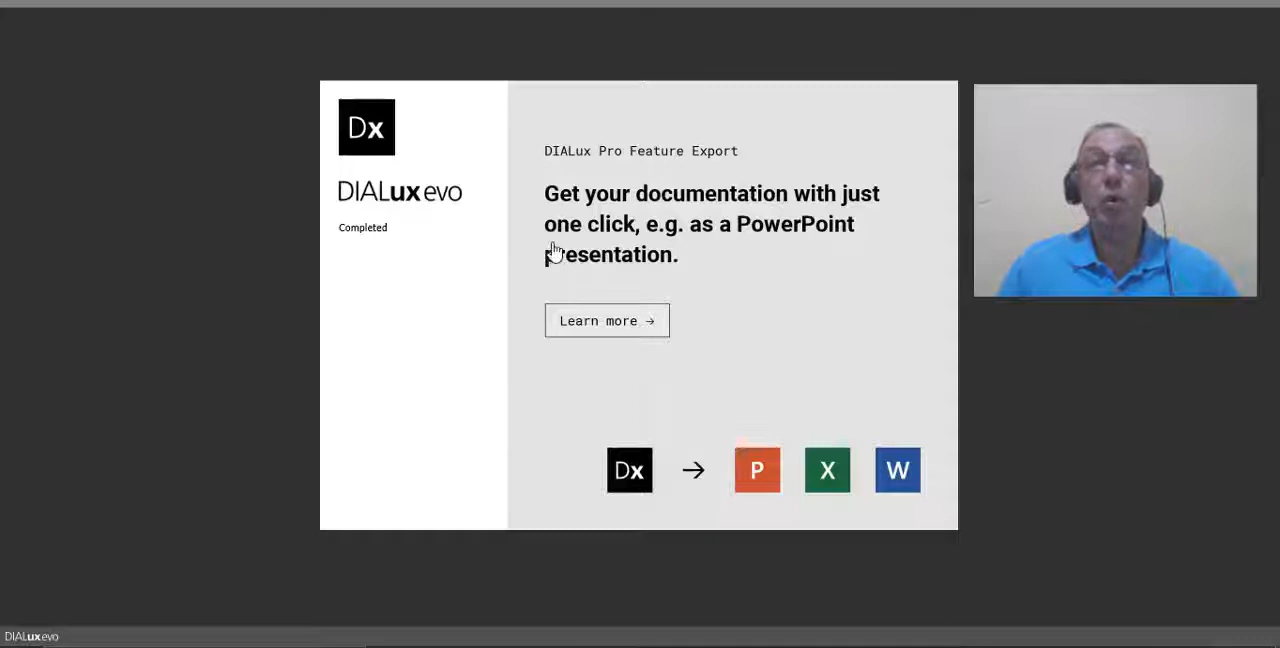 Dx
DIALux evo
Completed
DIALux Pro Feature Export
Get your documentation with just
one click, e.g. as a PowerPoint
presentation.
Learn more →
Dx → P X W
DIALux evo